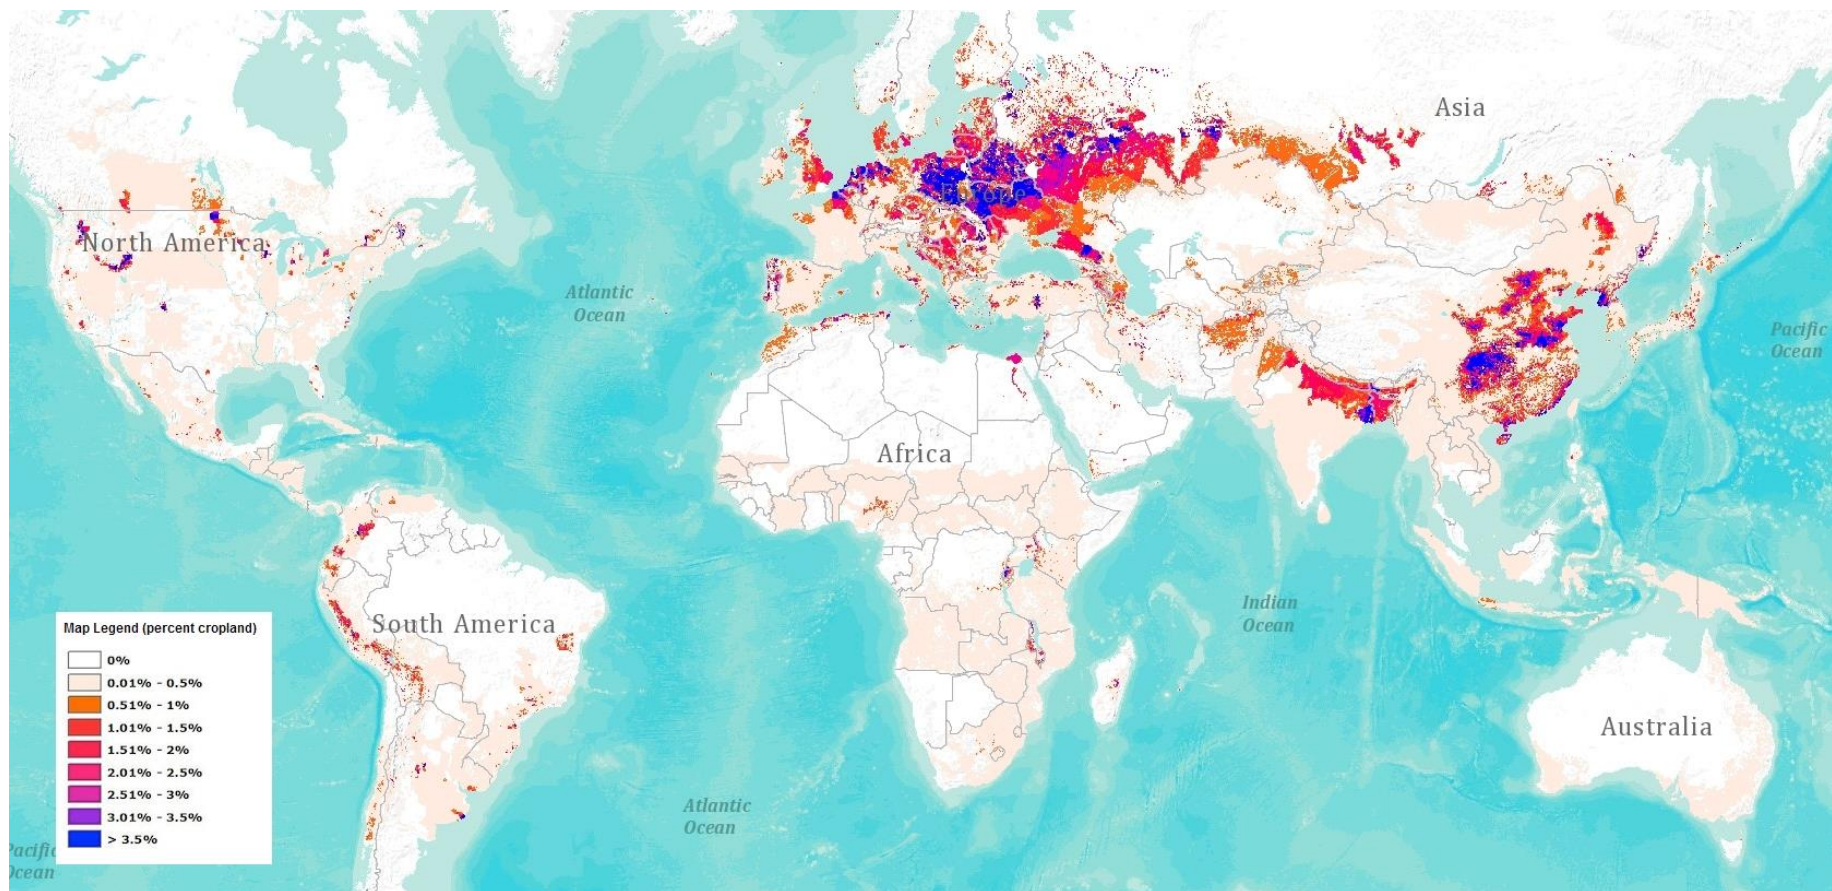 Asia
Europe
North America
Atlantic
Ocean
Pacific
Ocean
Africa
Indian
Ocean
South America
Map Legend (percent cropland)
0%
0.01% - 0.5%
0.51% - 1%
1.01% - 1.5%
1.51% - 2%
2.01% - 2.5%
2.51% - 3%
3.01% - 3.5%
> 3.5%
Australia
Atlantic
Ocean
Pacific
Ocean